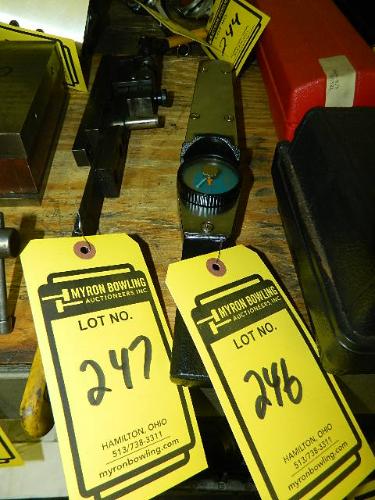 244
MYRON BOWLING
AUCTIONEERS INC.
LOT NO.
247
HAMILTON, OHIO
513/738-3311
myronbowling.com
MYRON BOWLING
AUCTIONEERS INC.
LOT NO.
246
HAMILTON, OHIO
513/738-3311
myronbowling.com